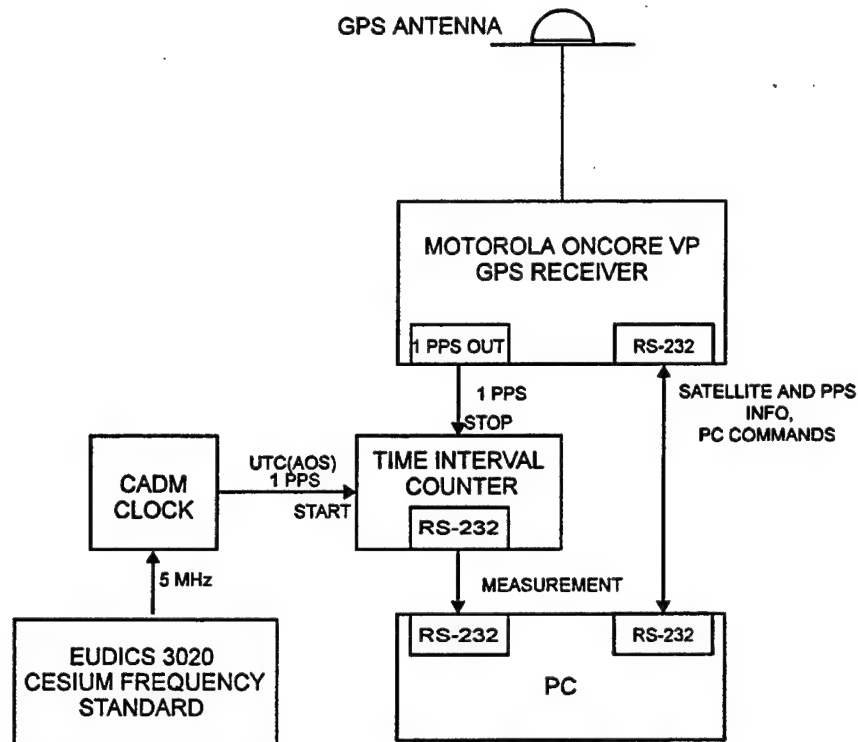 GPS ANTENNA
MOTOROLA ONCORE VP
GPS RECEIVER
1 PPS OUT
RS-232
1 PPS
STOP
SATELLITE AND PPS
INFO,
PC COMMANDS
CADM
CLOCK
UTC(AOS)
1 PPS
START
TIME INTERVAL
COUNTER
RS-232
5 MHz
MEASUREMENT
EUDICS 3020
CESIUM FREQUENCY
STANDARD
RS-232
RS-232
PC